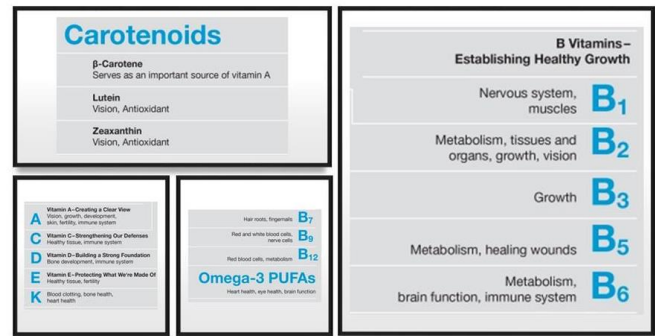 Carotenoids
β-Carotene
Serves as an important source of vitamin A
Lutein
Vision, Antioxidant
Zeaxanthin
Vision, Antioxidant
A
Vitamin A–Creating a Clear View
Vision, growth, development,
skin, fertility, immune system
C
Vitamin C–Strengthening Our Defenses
Healthy tissue, immune system
D
Vitamin D–Building a Strong Foundation
Bone development, immune system
E
Vitamin E–Protecting What We're Made Of
Healthy tissue, fertility
K
Blood clotting, bone health,
heart health
Hair roots, fingernails B7
Red and white blood cells,
nerve cells B9
Red blood cells, metabolism B12
Omega-3 PUFAs
Heart health, eye health, brain function
B Vitamins–
Establishing Healthy Growth
Nervous system,
muscles B1
Metabolism, tissues and
organs, growth, vision B2
Growth B3
Metabolism, healing wounds B5
Metabolism,
brain function, immune system B6